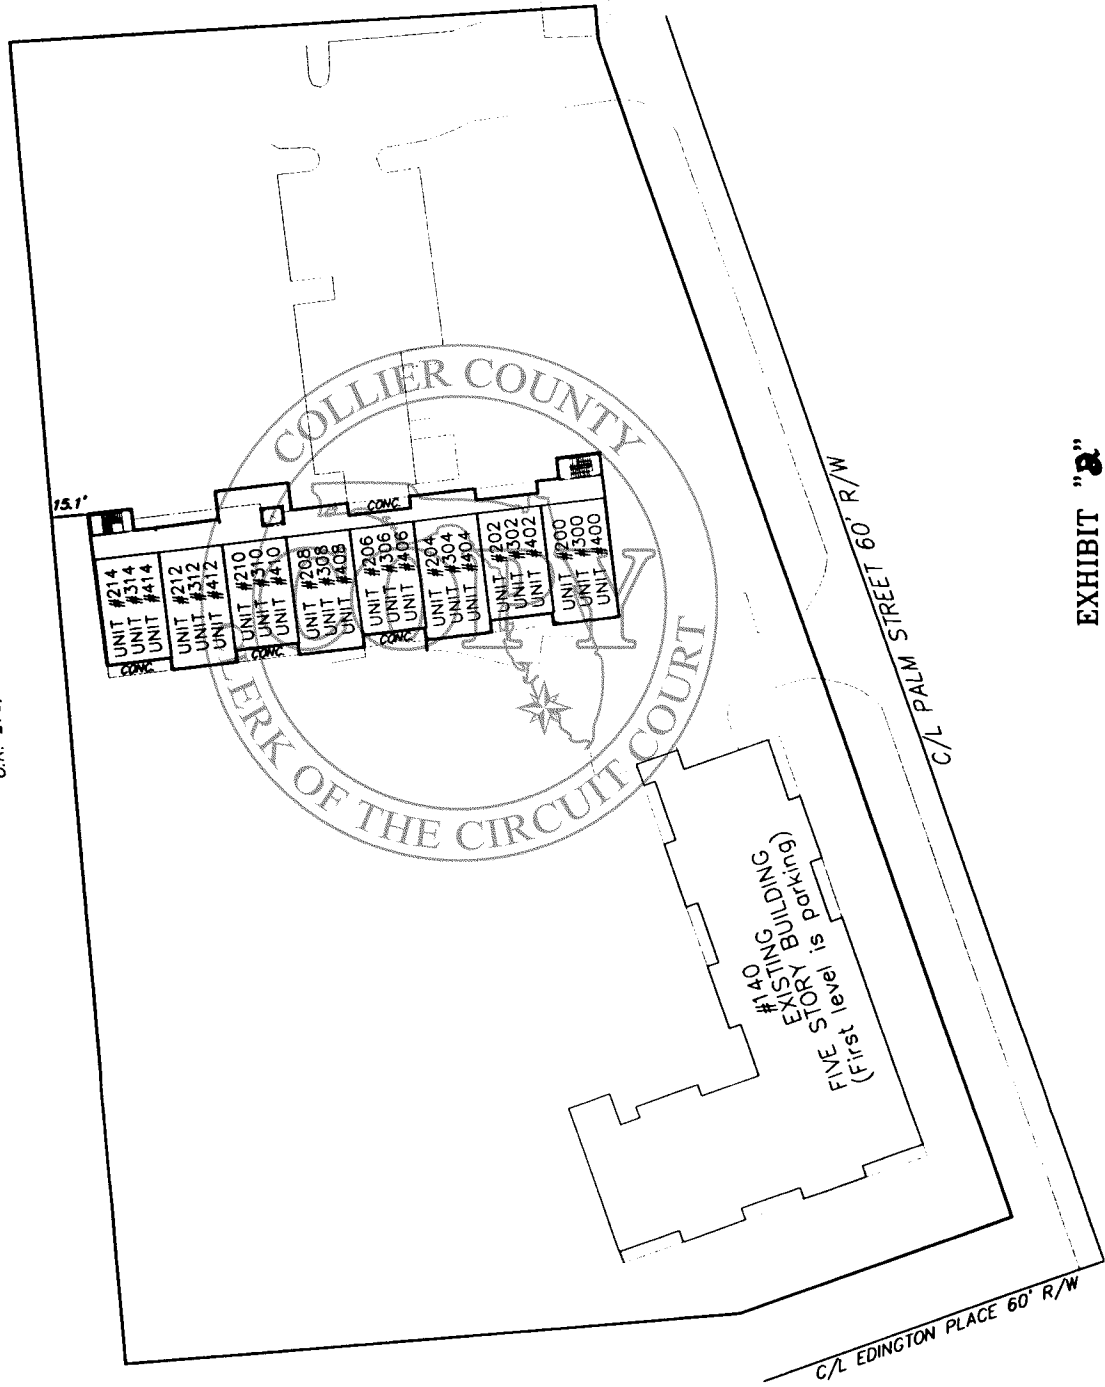 15.1'
UNIT #214
UNIT #314
UNIT #414
UNIT #212
UNIT #312
UNIT #412
UNIT #210
UNIT #310
UNIT #410
UNIT #208
UNIT #308
UNIT #408
UNIT #206
UNIT #306
UNIT #406
UNIT #204
UNIT #304
UNIT #404
UNIT #202
UNIT #302
UNIT #402
UNIT #200
UNIT #300
UNIT #400
CONC.
CONC.
CONC.
CONC.
COLLIER COUNTY
CLERK OF THE CIRCUIT COURT
COPY
#140
EXISTING
FIVE STORY BUILDING
(First level is parking)
C/L PALM STREET 60' R/W
C/L EDINGTON PLACE 60' R/W
EXHIBIT "a"
O.R.